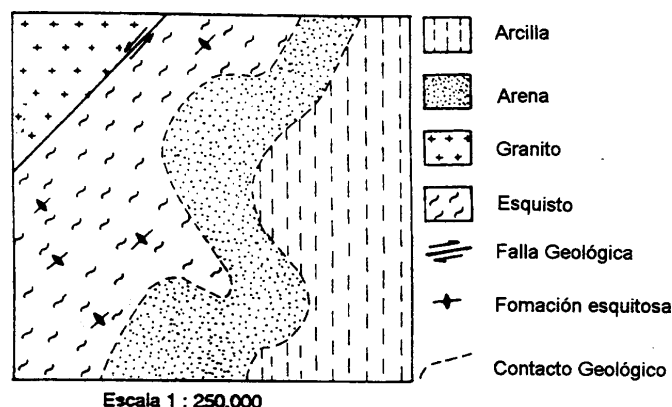 Arcilla
Arena
Granito
Esquisto
Falla Geológica
Fomación esquitosa
Contacto Geológico
Escala 1 : 250.000